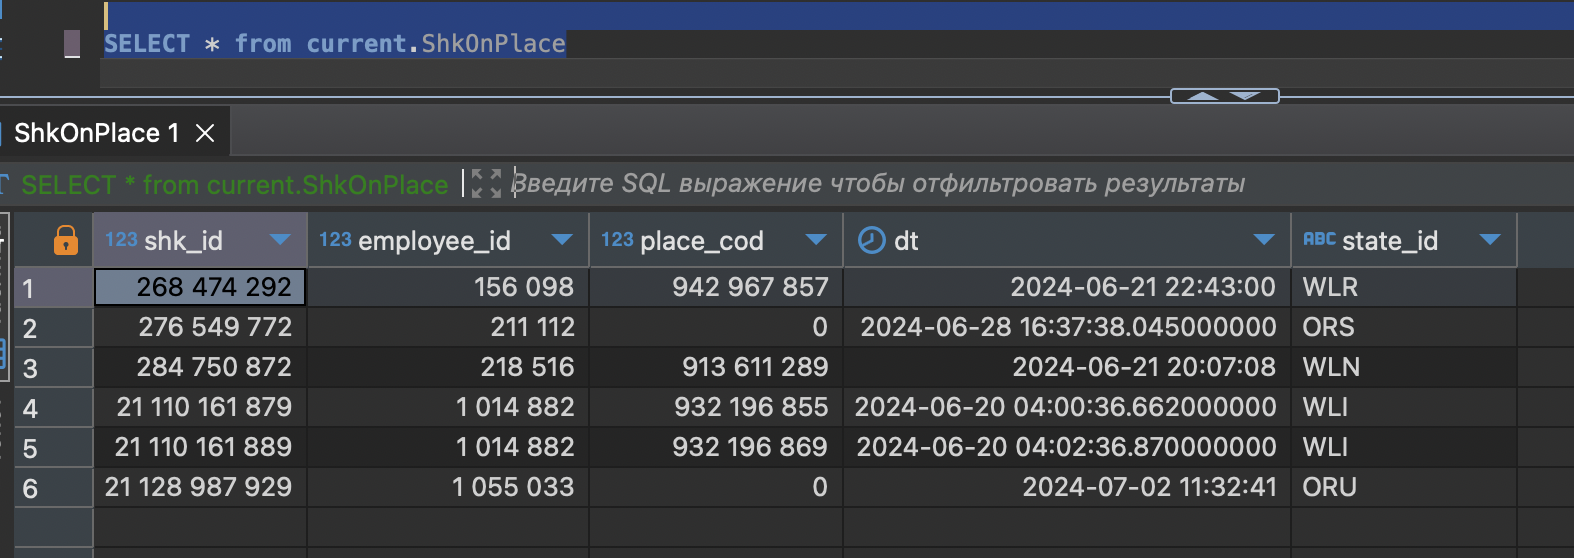 SELECT * from current.ShkOnPlace
ShkOnPlace 1
SELECT * from current.ShkOnPlace Введите SQL выражение чтобы отфильтровать результаты
123 shk_id 123 employee_id 123 place_cod dt ABC state_id
1 268 474 292 156 098 942 967 857 2024-06-21 22:43:00 WLR
2 276 549 772 211 112 0 2024-06-28 16:37:38.045000000 ORS
3 284 750 872 218 516 913 611 289 2024-06-21 20:07:08 WLN
4 21 110 161 879 1 014 882 932 196 855 2024-06-20 04:00:36.662000000 WLI
5 21 110 161 889 1 014 882 932 196 869 2024-06-20 04:02:36.870000000 WLI
6 21 128 987 929 1 055 033 0 2024-07-02 11:32:41 ORU